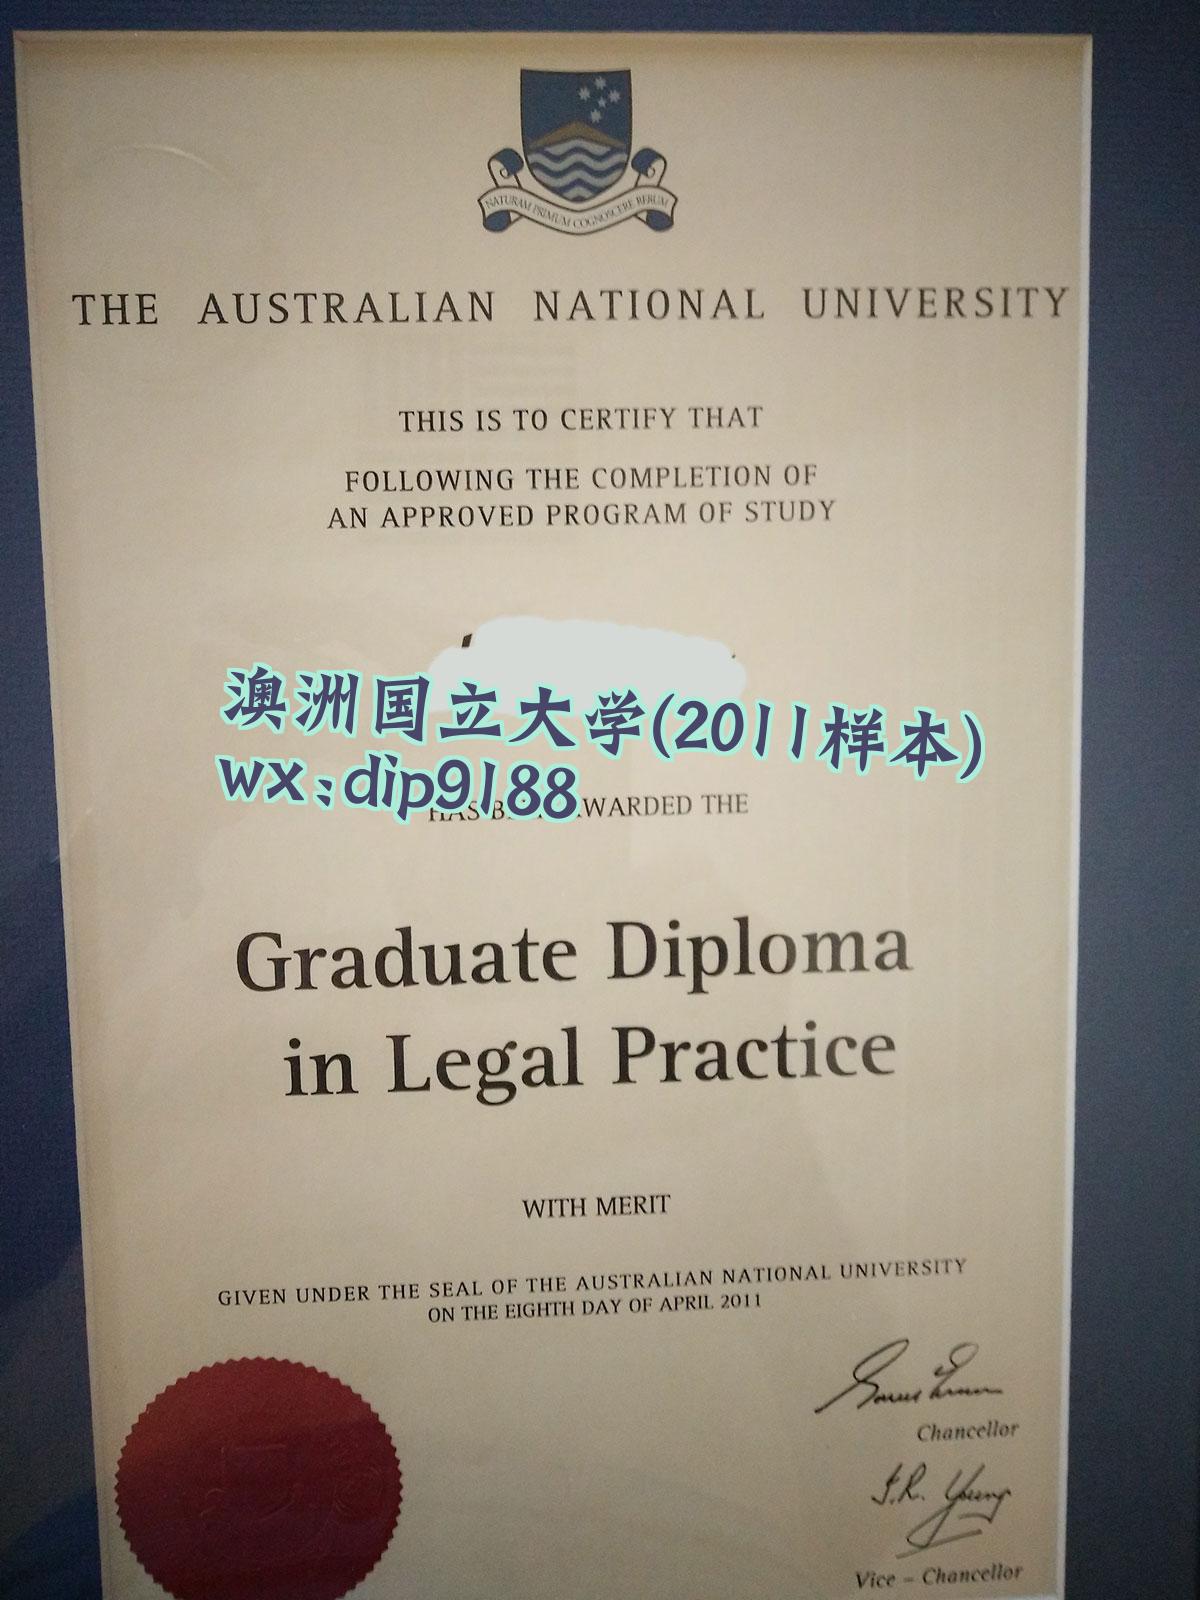 NATURAM PRIMUM COGNOSCERE RERUM
THE AUSTRALIAN NATIONAL UNIVERSITY
THIS IS TO CERTIFY THAT
FOLLOWING THE COMPLETION OF
AN APPROVED PROGRAM OF STUDY
澳洲国立大学(2011样本)
wx:dip9188
HAS AWARDED THE
Graduate Diploma
in Legal Practice
WITH MERIT
GIVEN UNDER THE SEAL OF THE AUSTRALIAN NATIONAL UNIVERSITY
ON THE EIGHTH DAY OF APRIL 2011
Chancellor
Vice – Chancellor